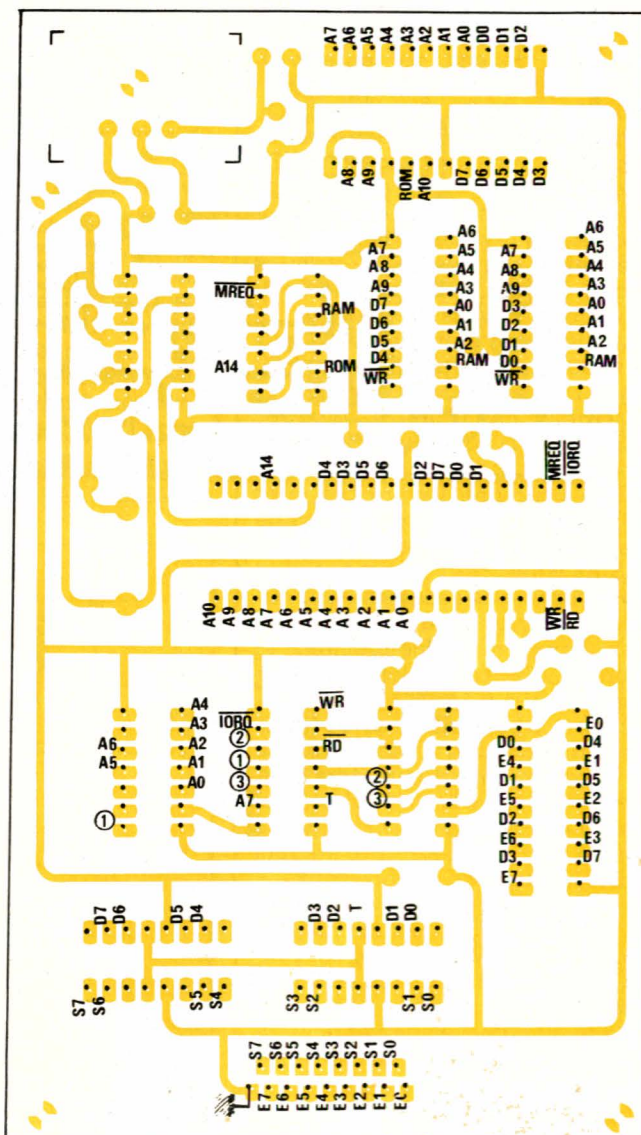 A7 A6 A5 A4 A3 A2 A1 A0 D0 D1 D2
A8 A9 ROM A10 D7 D6 D5 D4 D3
MREQ
A14
RAM
ROM
A7 A8 A9 D7 D6 D5 D4 WR
A6 A5 A4 A3 A0 A1 A2 RAM
A7 A8 A9 D3 D2 D1 D0 WR
A6 A5 A4 A3 A0 A1 A2 RAM
A14 D4 D3 D5 D6 D2 D7 D0 D1 MREQ IORQ
A10 A9 A8 A7 A6 A5 A4 A3 A2 A1 A0 WR RD
A6 A5 ①
A4 A3 A2 A1 A0
IORQ ② ① ③ A7
WR RD T
② ③
D0 E4 D1 E5 D2 E6 D3 E7
E0 D4 E1 D5 E2 D6 E3 D7
D7 D6 D5 D4
D3 D2 T D1 D0
S7 S6 S5 S4
S3 S2 S1 S0
S7 S6 S5 S4 S3 S2 S1 S0
E7 E6 E5 E4 E3 E2 E1 E0